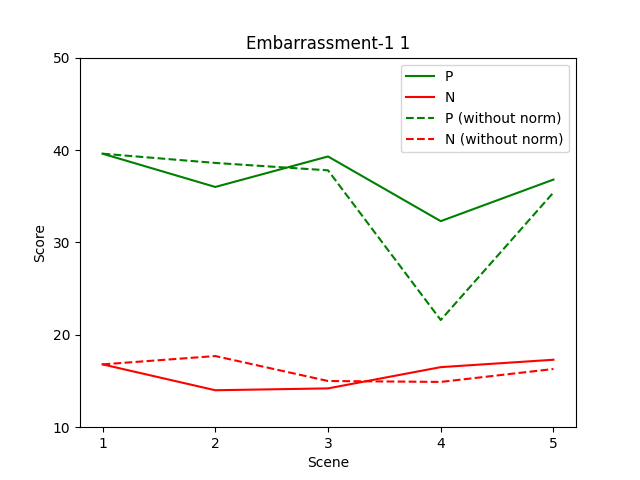 Embarrassment-1 1
50
40
30
20
10
Score
1 2 3 4 5
Scene
P
N
P (without norm)
N (without norm)